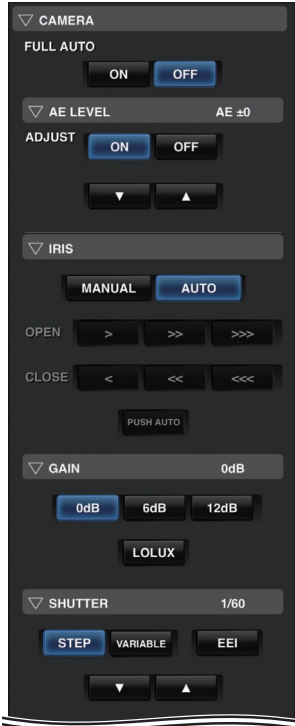 CAMERA
FULL AUTO
ON OFF
AE LEVEL AE ±0
ADJUST ON OFF
▼ ▲
IRIS
MANUAL AUTO
OPEN > >> >>>
CLOSE < << <<<
PUSH AUTO
GAIN 0dB
0dB 6dB 12dB
LOLUX
SHUTTER 1/60
STEP VARIABLE EEI
▼ ▲